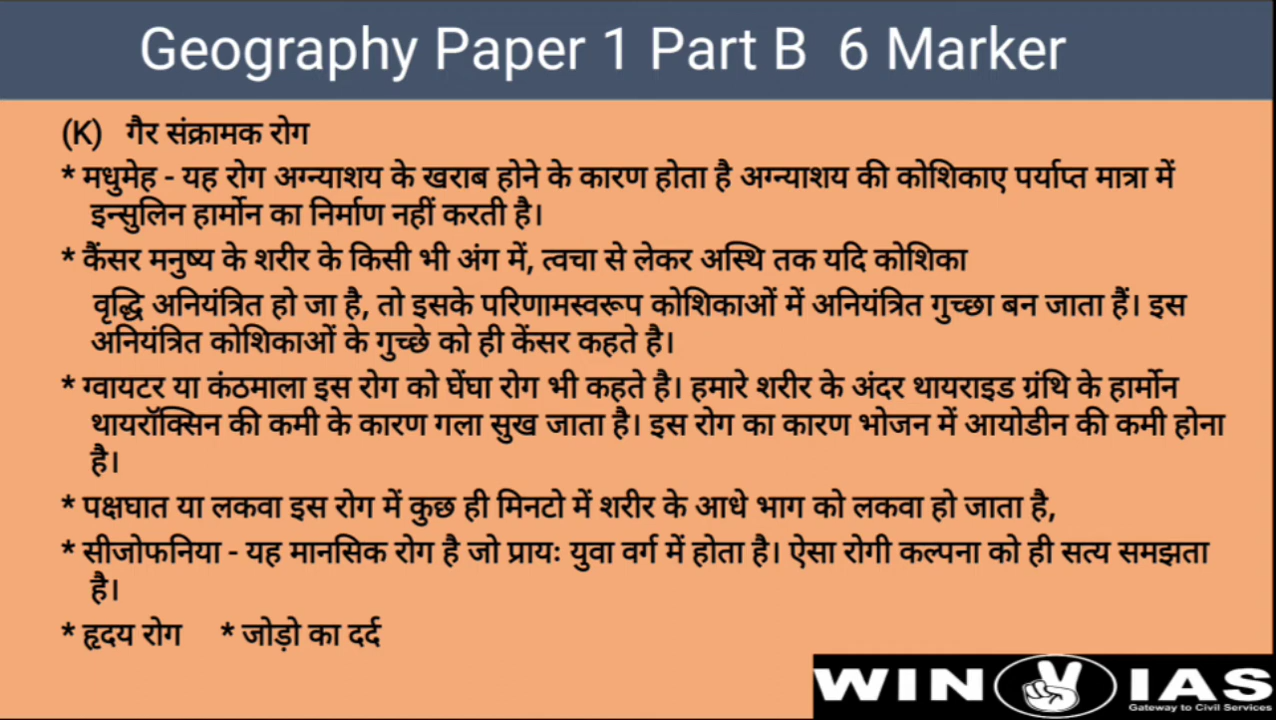 Geography Paper 1 Part B 6 Marker
(K) गैर संक्रामक रोग
* मधुमेह - यह रोग अग्न्याशय के खराब होने के कारण होता है अग्न्याशय की कोशिकाए पर्याप्त मात्रा में
इन्सुलिन हार्मोन का निर्माण नहीं करती है।
* कैंसर मनुष्य के शरीर के किसी भी अंग में, त्वचा से लेकर अस्थि तक यदि कोशिका
वृद्धि अनियंत्रित हो जा है, तो इसके परिणामस्वरूप कोशिकाओं में अनियंत्रित गुच्छा बन जाता हैं। इस
अनियंत्रित कोशिकाओं के गुच्छे को ही केंसर कहते है।
* ग्वायटर या कंठमाला इस रोग को घेंघा रोग भी कहते है। हमारे शरीर के अंदर थायराइड ग्रंथि के हार्मोन
थायरॉक्सिन की कमी के कारण गला सुख जाता है। इस रोग का कारण भोजन में आयोडीन की कमी होना
है।
* पक्षघात या लकवा इस रोग में कुछ ही मिनटो में शरीर के आधे भाग को लकवा हो जाता है,
* सीजोफनिया - यह मानसिक रोग है जो प्रायः युवा वर्ग में होता है। ऐसा रोगी कल्पना को ही सत्य समझता
है।
* हृदय रोग * जोड़ो का दर्द
WIN IAS
Gateway to Civil Services